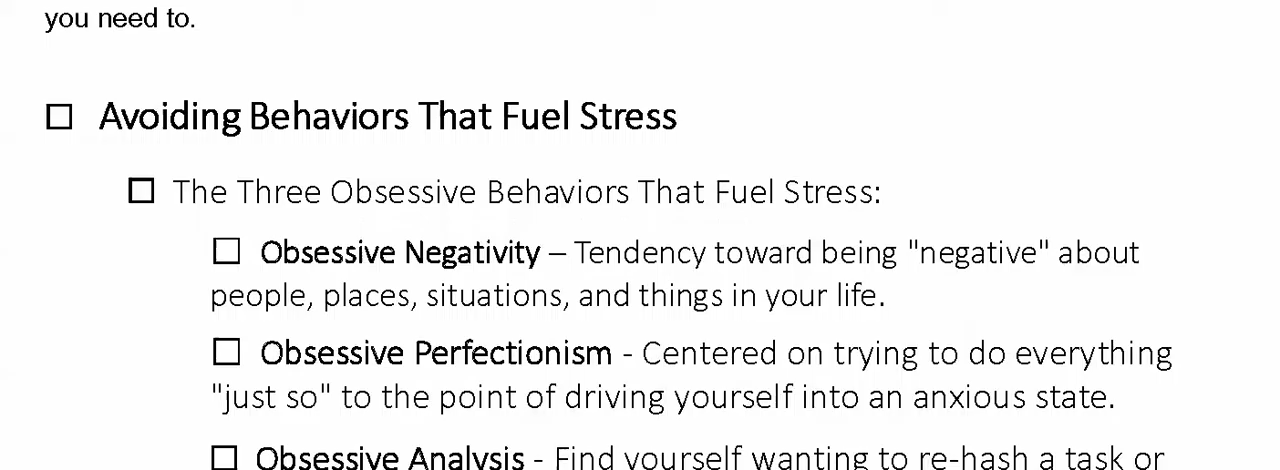 you need to.
☐ Avoiding Behaviors That Fuel Stress
☐ The Three Obsessive Behaviors That Fuel Stress:
☐ Obsessive Negativity – Tendency toward being "negative" about
people, places, situations, and things in your life.
☐ Obsessive Perfectionism - Centered on trying to do everything
"just so" to the point of driving yourself into an anxious state.
☐ Obsessive Analysis - Find yourself wanting to re-hash a task or